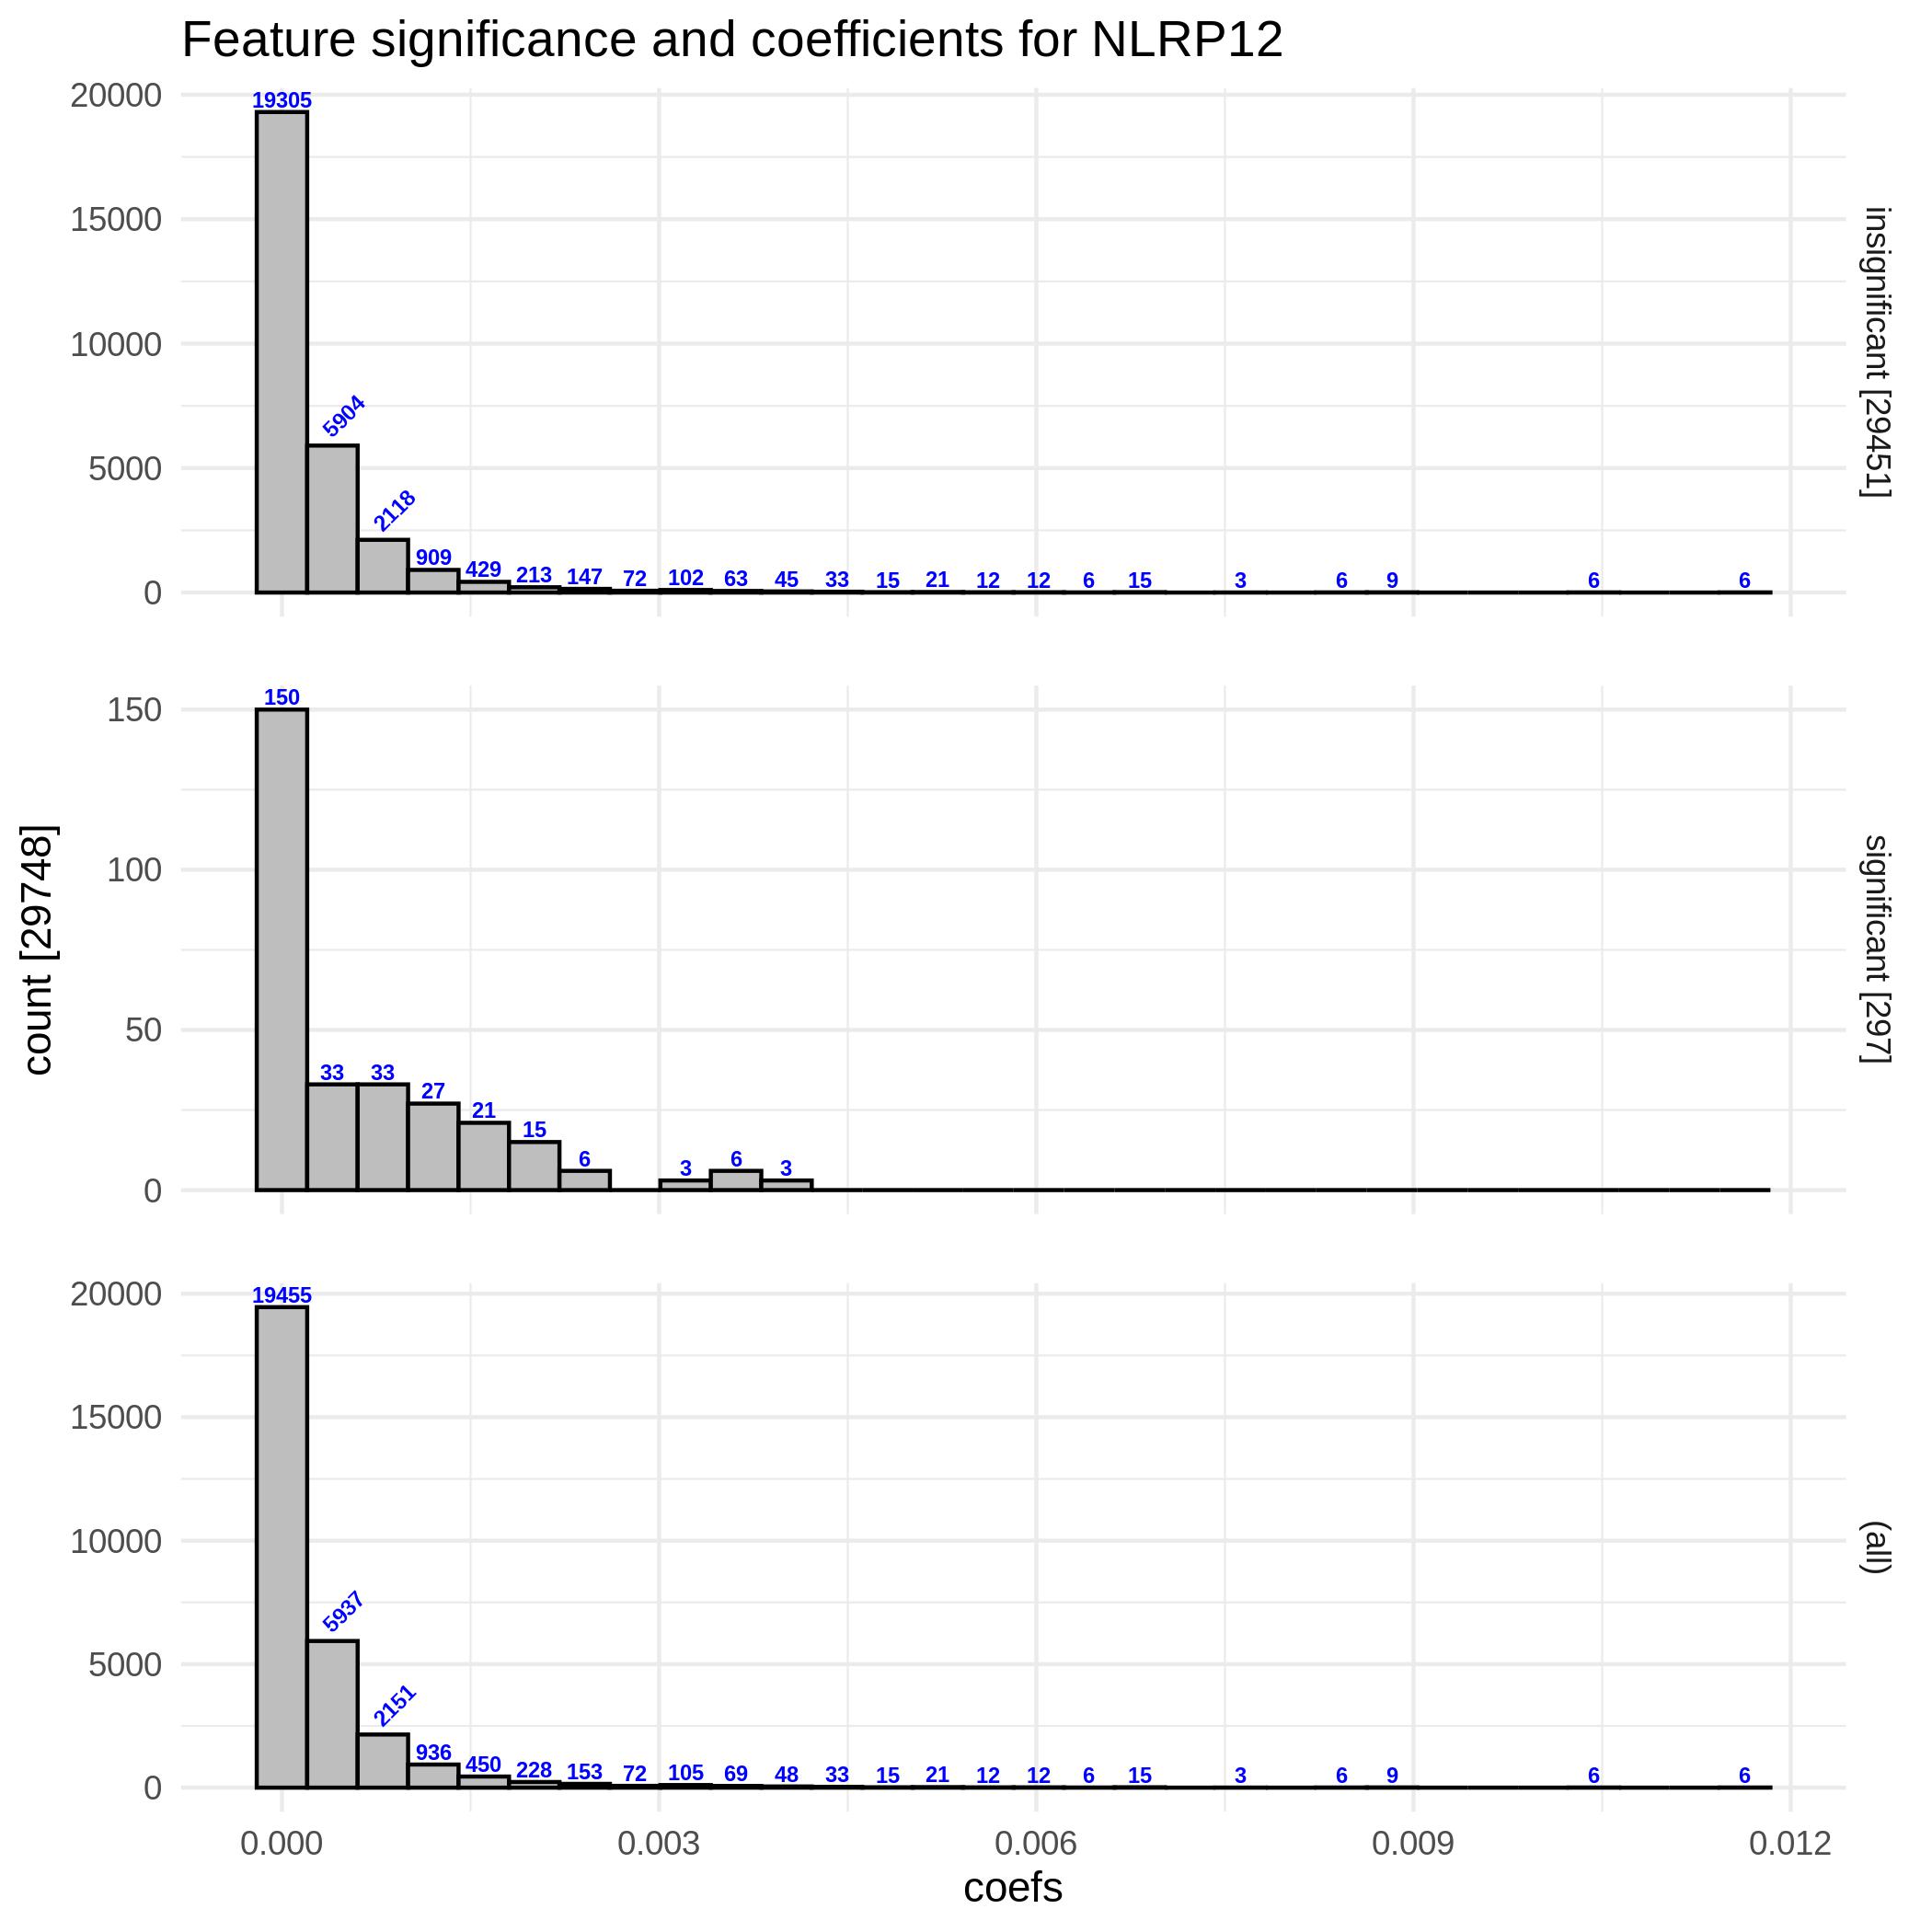 Feature significance and coefficients for NLRP12
count [29748]
20000
15000
10000
5000
0
19305
5904
2118
909 429 213 147 72 102 63 45 33 15 21 12 12 6 15 3 6 9 6 6
insignificant [29451]
150
100
50
0
150
33 33 27 21 15 6 3 6 3
significant [297]
20000
15000
10000
5000
0
19455
5937
2151
936 450 228 153 72 105 69 48 33 15 21 12 12 6 15 3 6 9 6 6
(all)
0.000 0.003 0.006 0.009 0.012
coefs